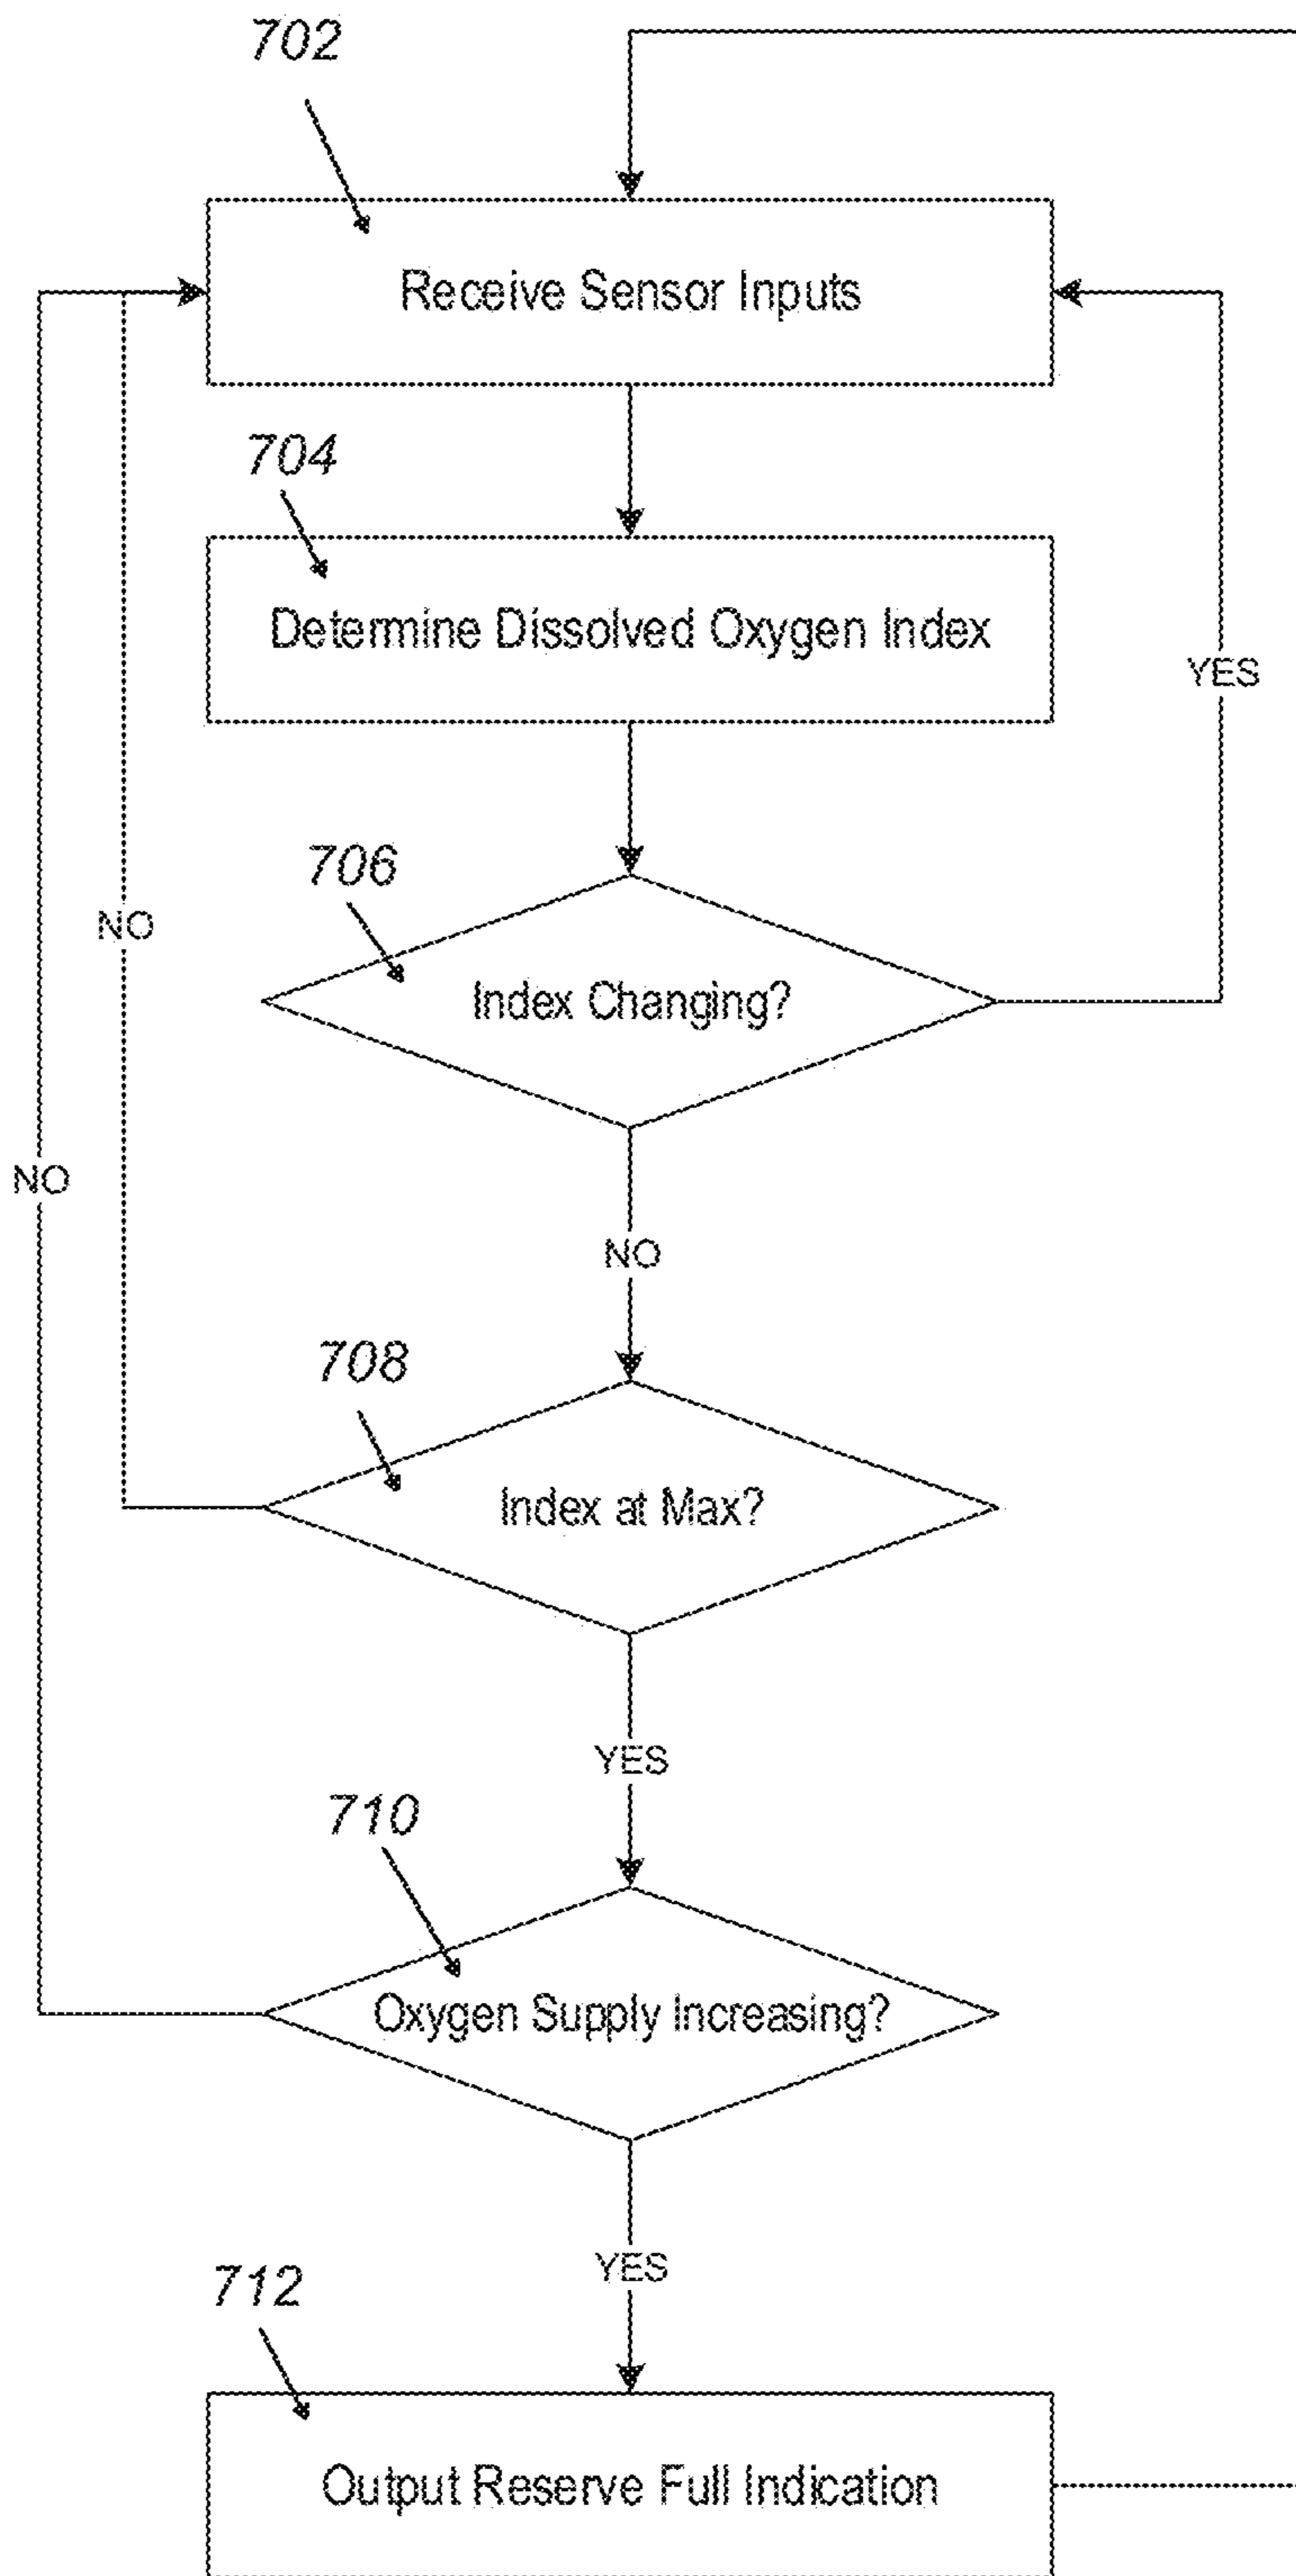 702
Receive Sensor Inputs
704
Determine Dissolved Oxygen Index
YES
706
NO
Index Changing?
NO
NO
708
Index at Max?
YES
710
Oxygen Supply Increasing?
YES
712
Output Reserve Full Indication